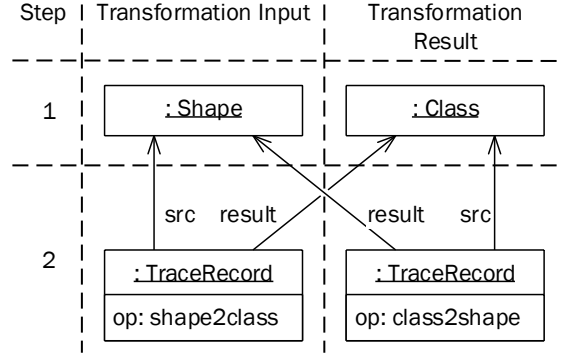 Step Transformation Input Transformation
Result
1 : Shape : Class
src result result src
2 : TraceRecord : TraceRecord
op: shape2class op: class2shape